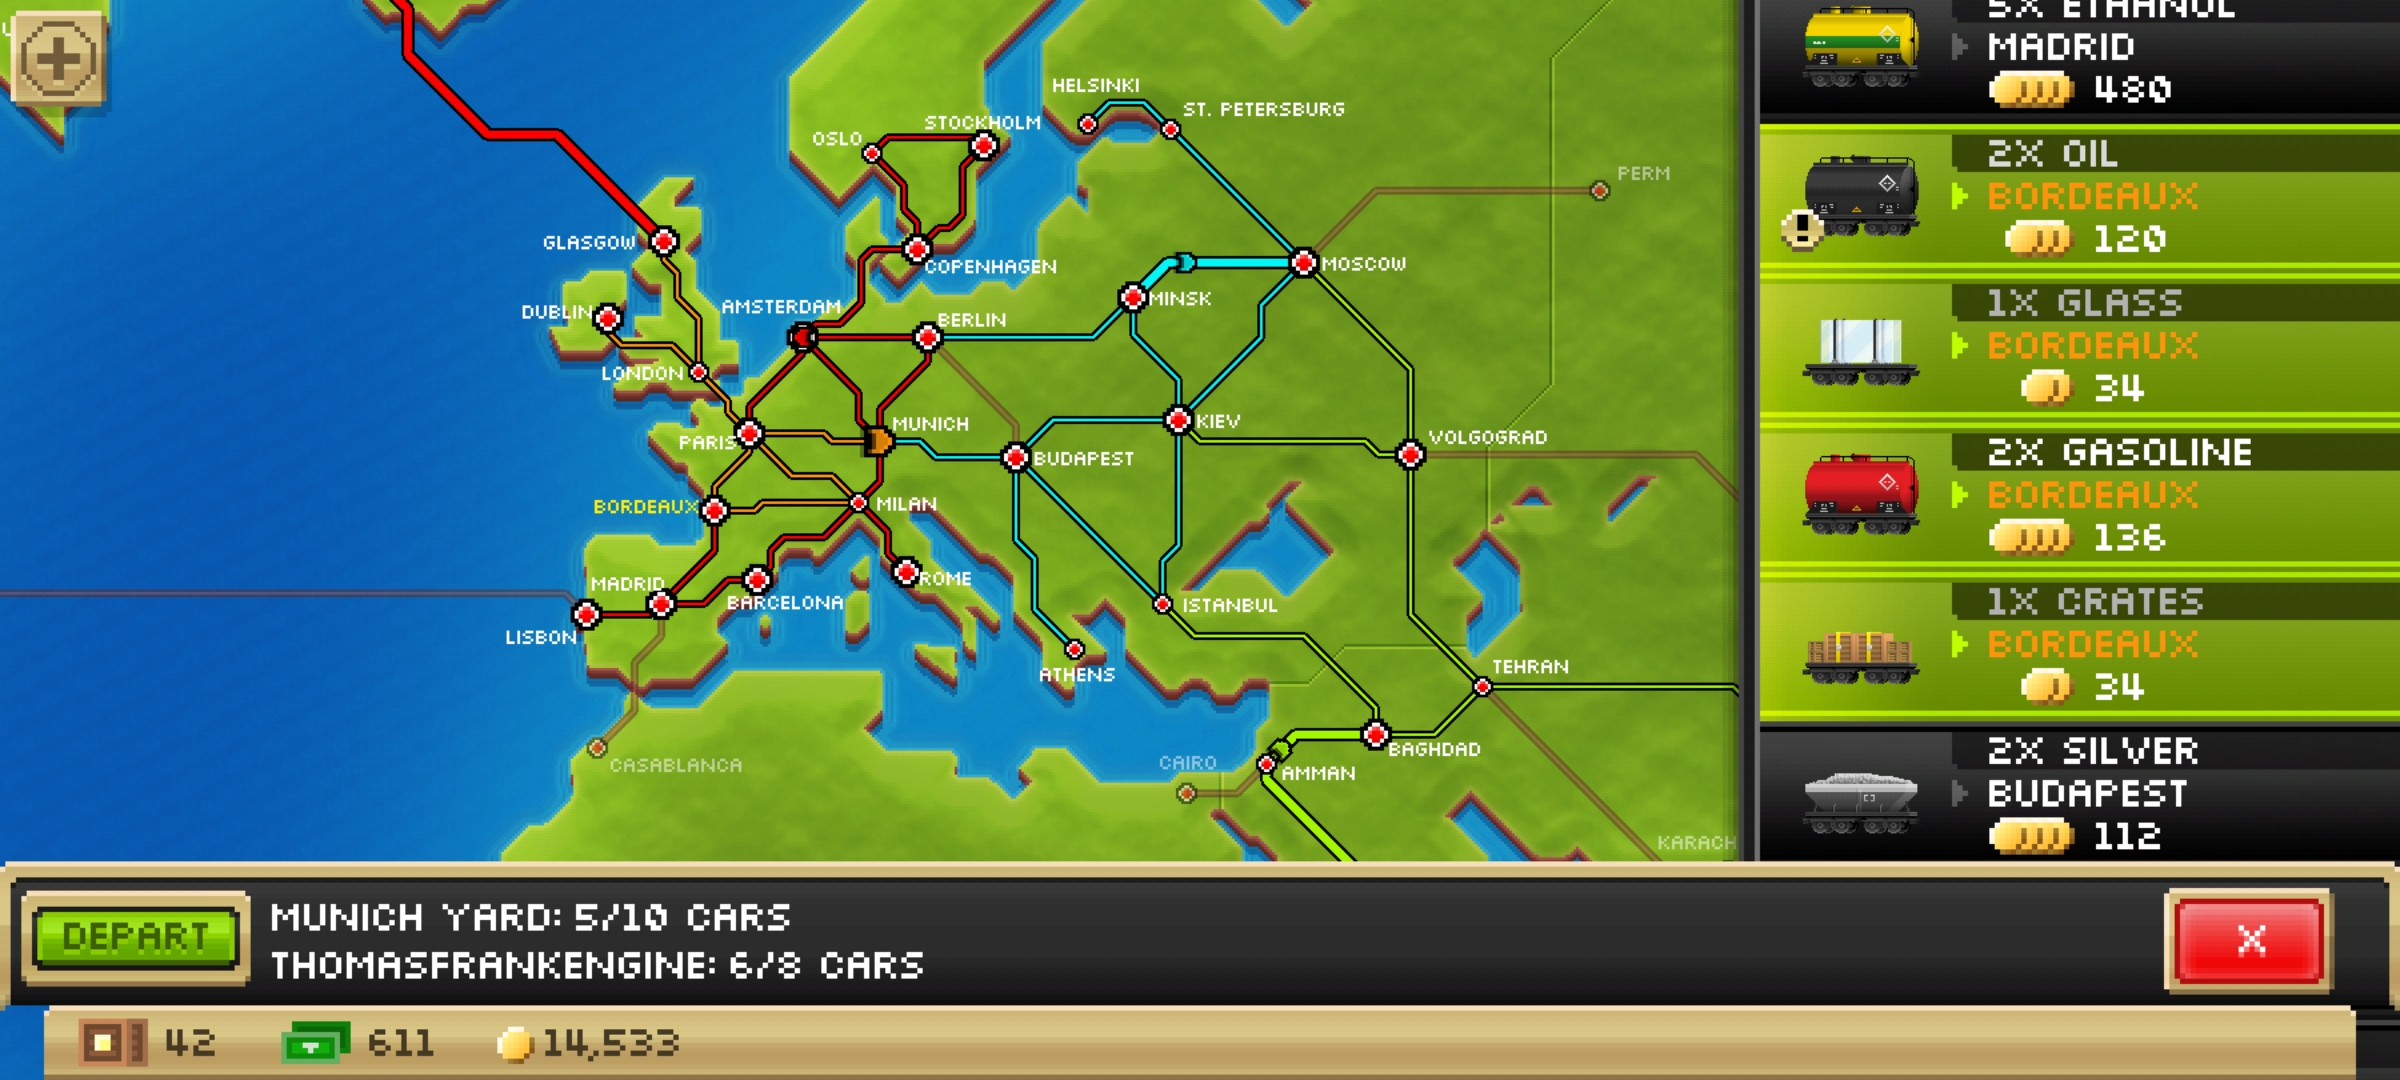 HELSINKI
ST. PETERSBURG
STOCKHOLM
OSLO
PERM
GLASGOW
COPENHAGEN
MOSCOW
MINSK
DUBLIN
AMSTERDAM
BERLIN
LONDON
MUNICH
KIEV
PARIS
BUDAPEST
VOLGOGRAD
BORDEAUX
MILAN
MADRID
ROME
BARCELONA
ISTANBUL
LISBON
ATHENS
TEHRAN
BAGHDAD
CASABLANCA
CAIRO
AMMAN
KARACH
5X ETHANOL
MADRID
480
2X OIL
BORDEAUX
120
1X GLASS
BORDEAUX
34
2X GASOLINE
BORDEAUX
136
1X CRATES
BORDEAUX
34
2X SILVER
BUDAPEST
112
DEPART
MUNICH YARD: 5/10 CARS
THOMASFRANKENGINE: 6/8 CARS
X
42
611
14,533